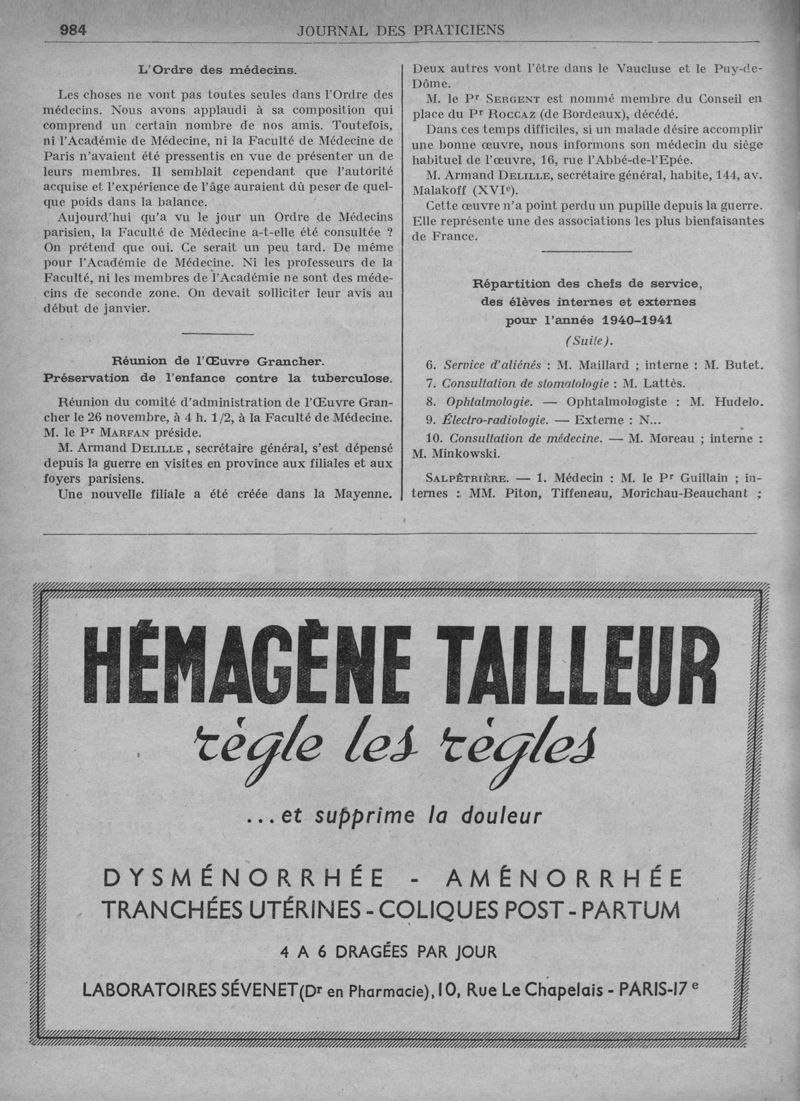 984
JOURNAL DES PRATICIENS
L'Ordre des médecins.
Les choses ne vont pas toutes seules dans l'Ordre des
médecins. Nous avons applaudi à sa composition qui
comprend un certain nombre de nos amis. Toutefois,
ni l'Académie de Médecine, ni la Faculté de Médecine de
Paris n'avaient été pressentis en vue de présenter un de
leurs membres. Il semblait cependant que l'autorité
acquise et l'expérience de l'âge auraient dû peser de quel-
que poids dans la balance.
Aujourd'hui qu'a vu le jour un Ordre de Médecins
parisien, la Faculté de Médecine a-t-elle été consultée ?
On prétend que oui. Ce serait un peu tard. De même
pour l'Académie de Médecine. Ni les professeurs de la
Faculté, ni les membres de l'Académie ne sont des méde-
cins de seconde zone. On devait solliciter leur avis au
début de janvier.
Réunion de l'Œuvre Grancher.
Préservation de l'enfance contre la tuberculose.
Réunion du comité d'administration de l'Œuvre Gran-
cher le 26 novembre, à 4 h. 1/2, à la Faculté de Médecine.
M. le Pr MARFAN préside.
M. Armand DELILLE , secrétaire général, s'est dépensé
depuis la guerre en visites en province aux filiales et aux
foyers parisiens.
Une nouvelle filiale a été créée dans la Mayenne.
Deux autres vont l'être dans le Vaucluse et le Puy-de-
Dôme.
M. le Pr SERGENT est nommé membre du Conseil en
place du Pr ROCCAZ (de Bordeaux), décédé.
Dans ces temps difficiles, si un malade désire accomplir
une bonne œuvre, nous informons son médecin du siège
habituel de l'œuvre, 16, rue l'Abbé-de-l'Epée.
M. Armand DELILLE, secrétaire général, habite, 144, av.
Malakoff (XVIe).
Cette œuvre n'a point perdu un pupille depuis la guerre.
Elle représente une des associations les plus bienfaisantes
de France.
Répartition des chefs de service,
des élèves internes et externes
pour l'année 1940-1941
(Suite).
6. Service d'aliénés : M. Maillard ; interne : M. Butet.
7. Consultation de stomatologie : M. Lattès.
8. Ophtalmologie. — Ophtalmologiste : M. Hudelo.
9. Électro-radiologie. — Externe : N...
10. Consultation de médecine. — M. Moreau ; interne :
M. Minkowski.
SALPÊTRIÈRE. — 1. Médecin : M. le Pr Guillain ; in-
ternes : MM. Piton, Tiffeneau, Morichau-Beauchant ;
HÉMAGÈNE TAILLEUR
règle les règles
...et supprime la douleur
DYSMÉNORRHÉE - AMÉNORRHÉE
TRANCHÉES UTÉRINES - COLIQUES POST - PARTUM
4 A 6 DRAGÉES PAR JOUR
LABORATOIRES SÉVENET (Dr en Pharmacie), 10, Rue Le Chapelais - PARIS-17e